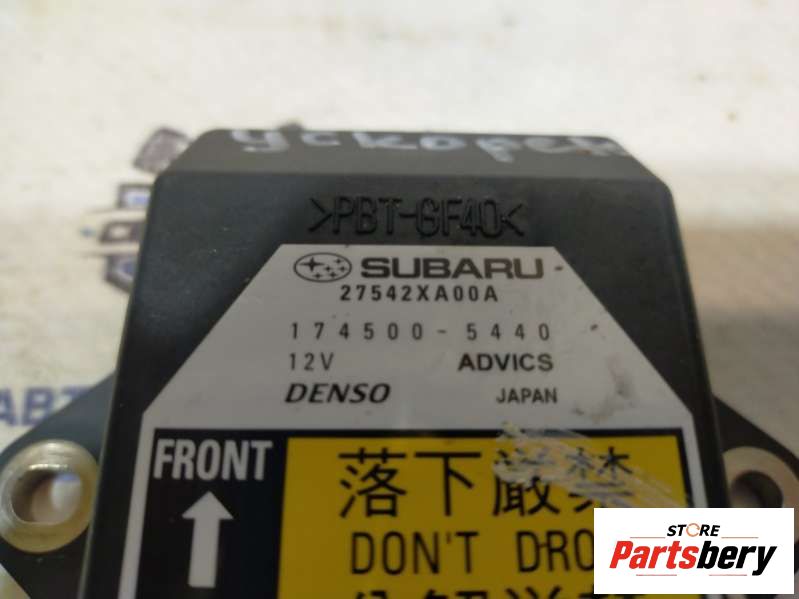 >PBT-GF40<
SUBARU
27542XA00A
174500-5440
12V ADVICS
DENSO JAPAN
FRONT
落下厳禁
DON'T DRO
АВТ
STORE
Partsbery